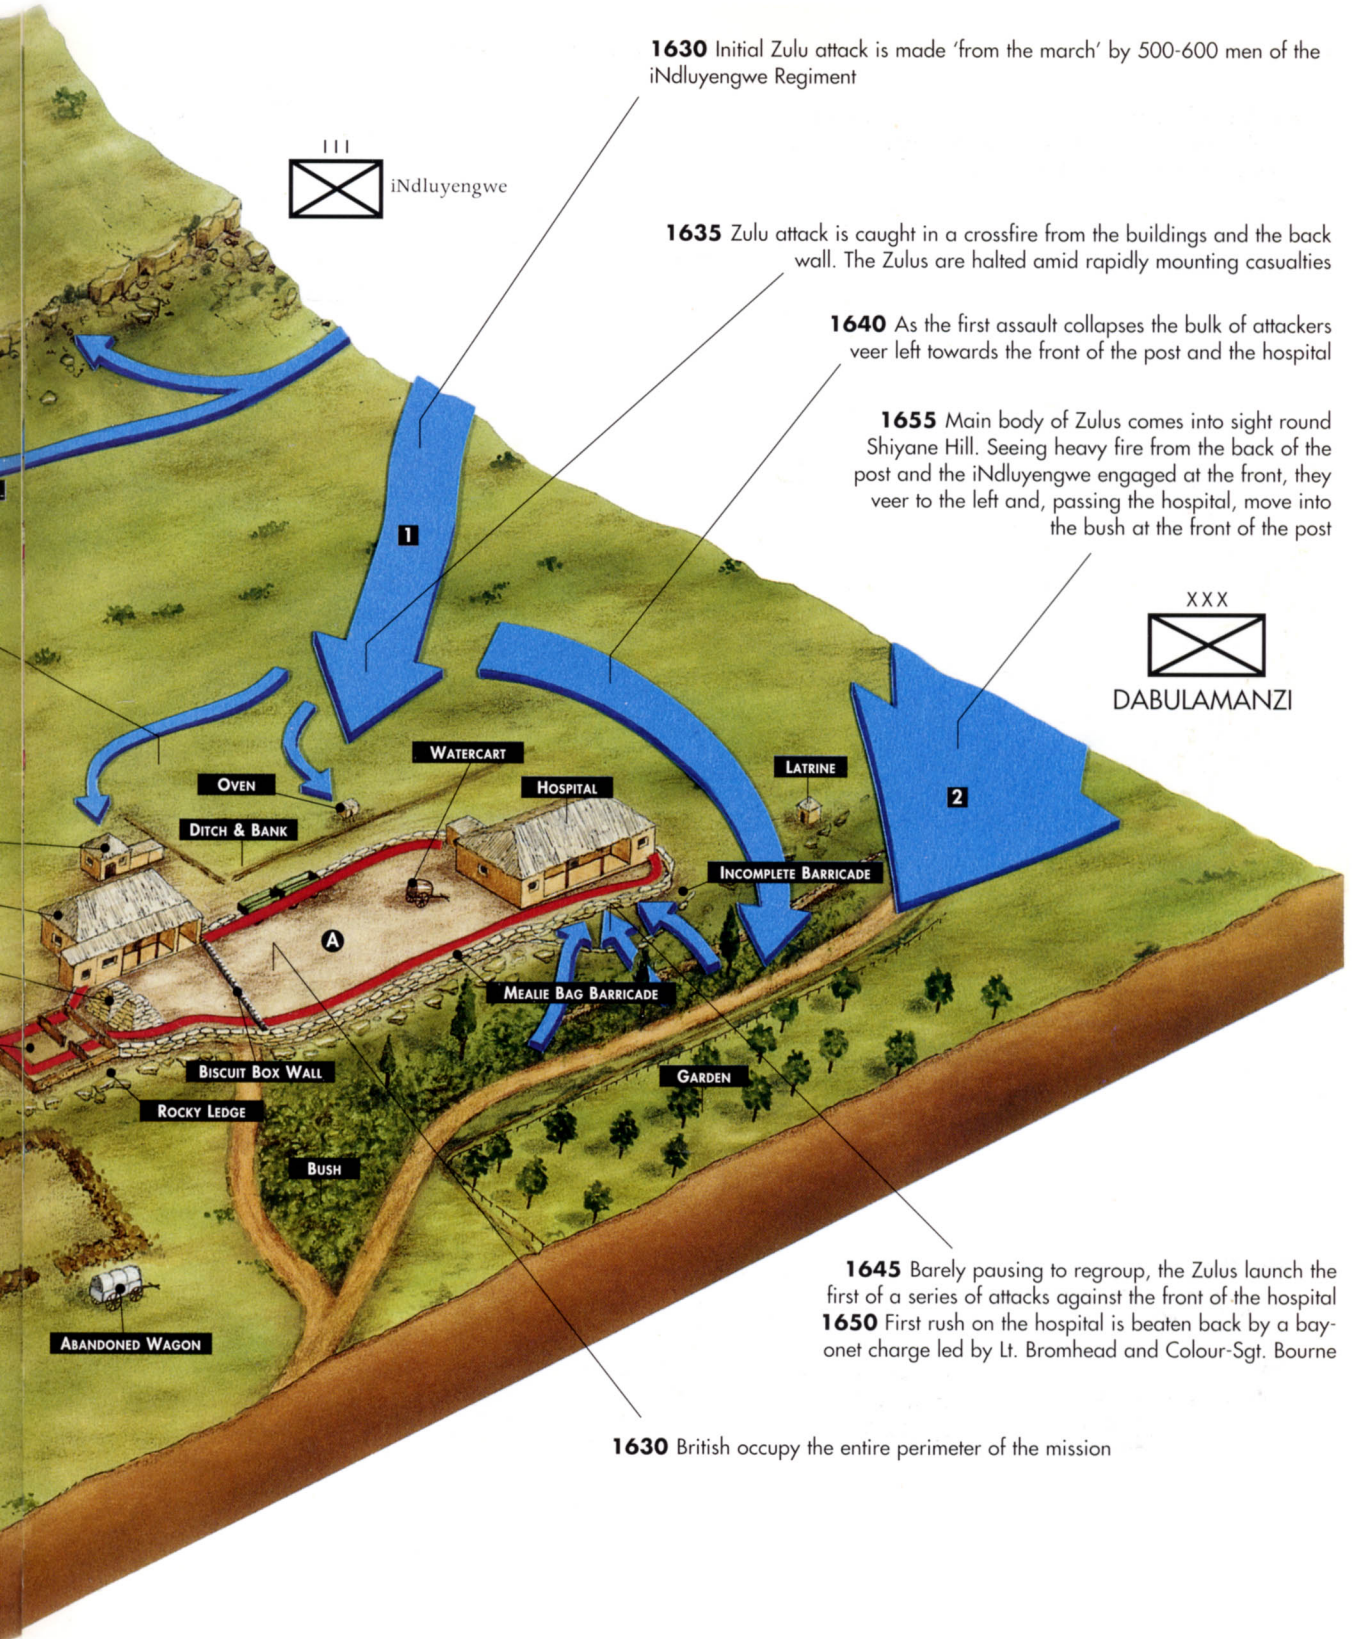 1630 Initial Zulu attack is made ‘from the march’ by 500-600 men of the
iNdluyengwe Regiment
III
iNdluyengwe
1635 Zulu attack is caught in a crossfire from the buildings and the back
wall. The Zulus are halted amid rapidly mounting casualties
1640 As the first assault collapses the bulk of attackers
veer left towards the front of the post and the hospital
1655 Main body of Zulus comes into sight round
Shiyane Hill. Seeing heavy fire from the back of the
post and the iNdluyengwe engaged at the front, they
veer to the left and, passing the hospital, move into
the bush at the front of the post
1
XXX
DABULAMANZI
WATERCART
LATRINE
OVEN
HOSPITAL
2
DITCH & BANK
INCOMPLETE BARRICADE
A
MEALIE BAG BARRICADE
BISCUIT BOX WALL
GARDEN
ROCKY LEDGE
BUSH
ABANDONED WAGON
1645 Barely pausing to regroup, the Zulus launch the
first of a series of attacks against the front of the hospital
1650 First rush on the hospital is beaten back by a bay-
onet charge led by Lt. Bromhead and Colour-Sgt. Bourne
1630 British occupy the entire perimeter of the mission